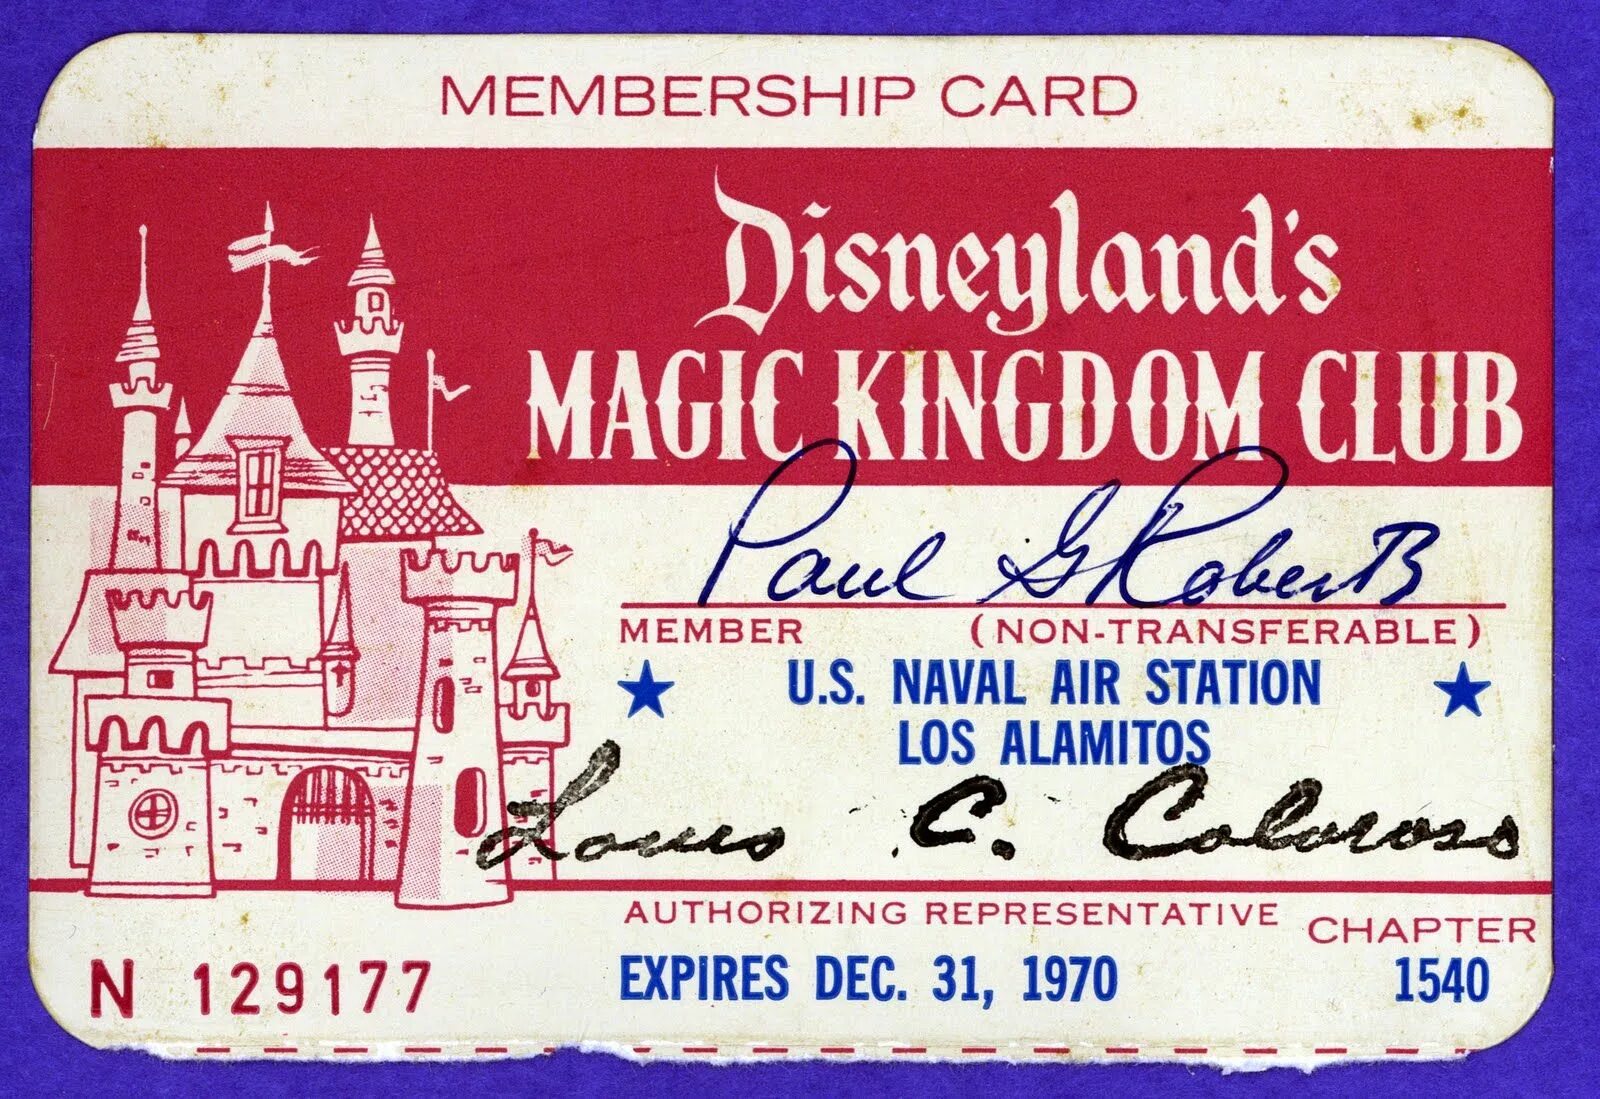 MEMBERSHIP CARD
Disneyland's
MAGIC KINGDOM CLUB
Paul G Roberts
MEMBER (NON-TRANSFERABLE)
★ U.S. NAVAL AIR STATION ★
LOS ALAMITOS
Louis C. Coloroso
AUTHORIZING REPRESENTATIVE CHAPTER
N 129177 EXPIRES DEC. 31, 1970 1540